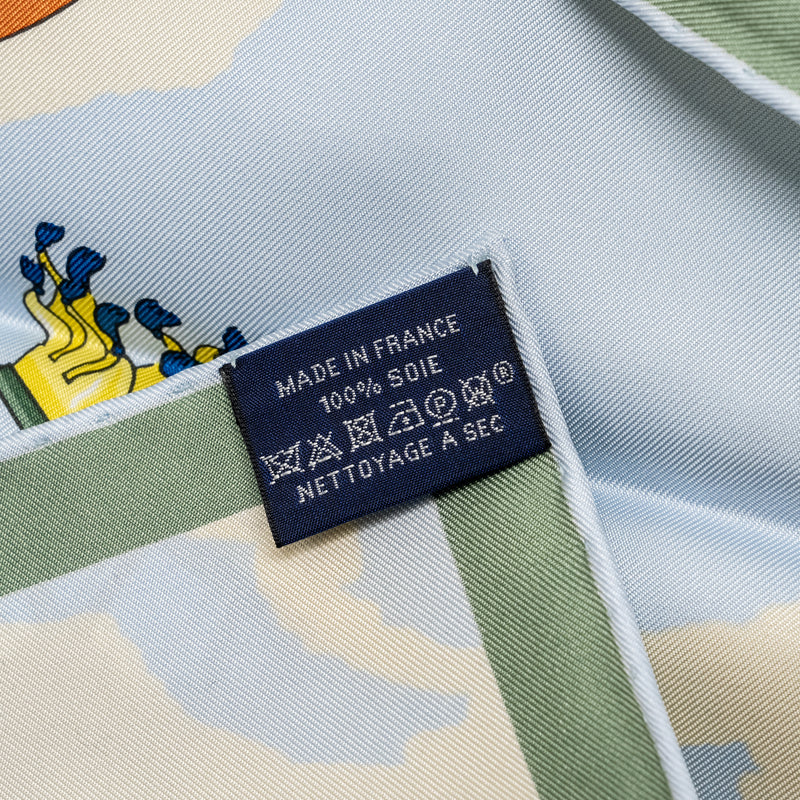 MADE IN FRANCE
100% SOIE
®
NETTOYAGE A SEC